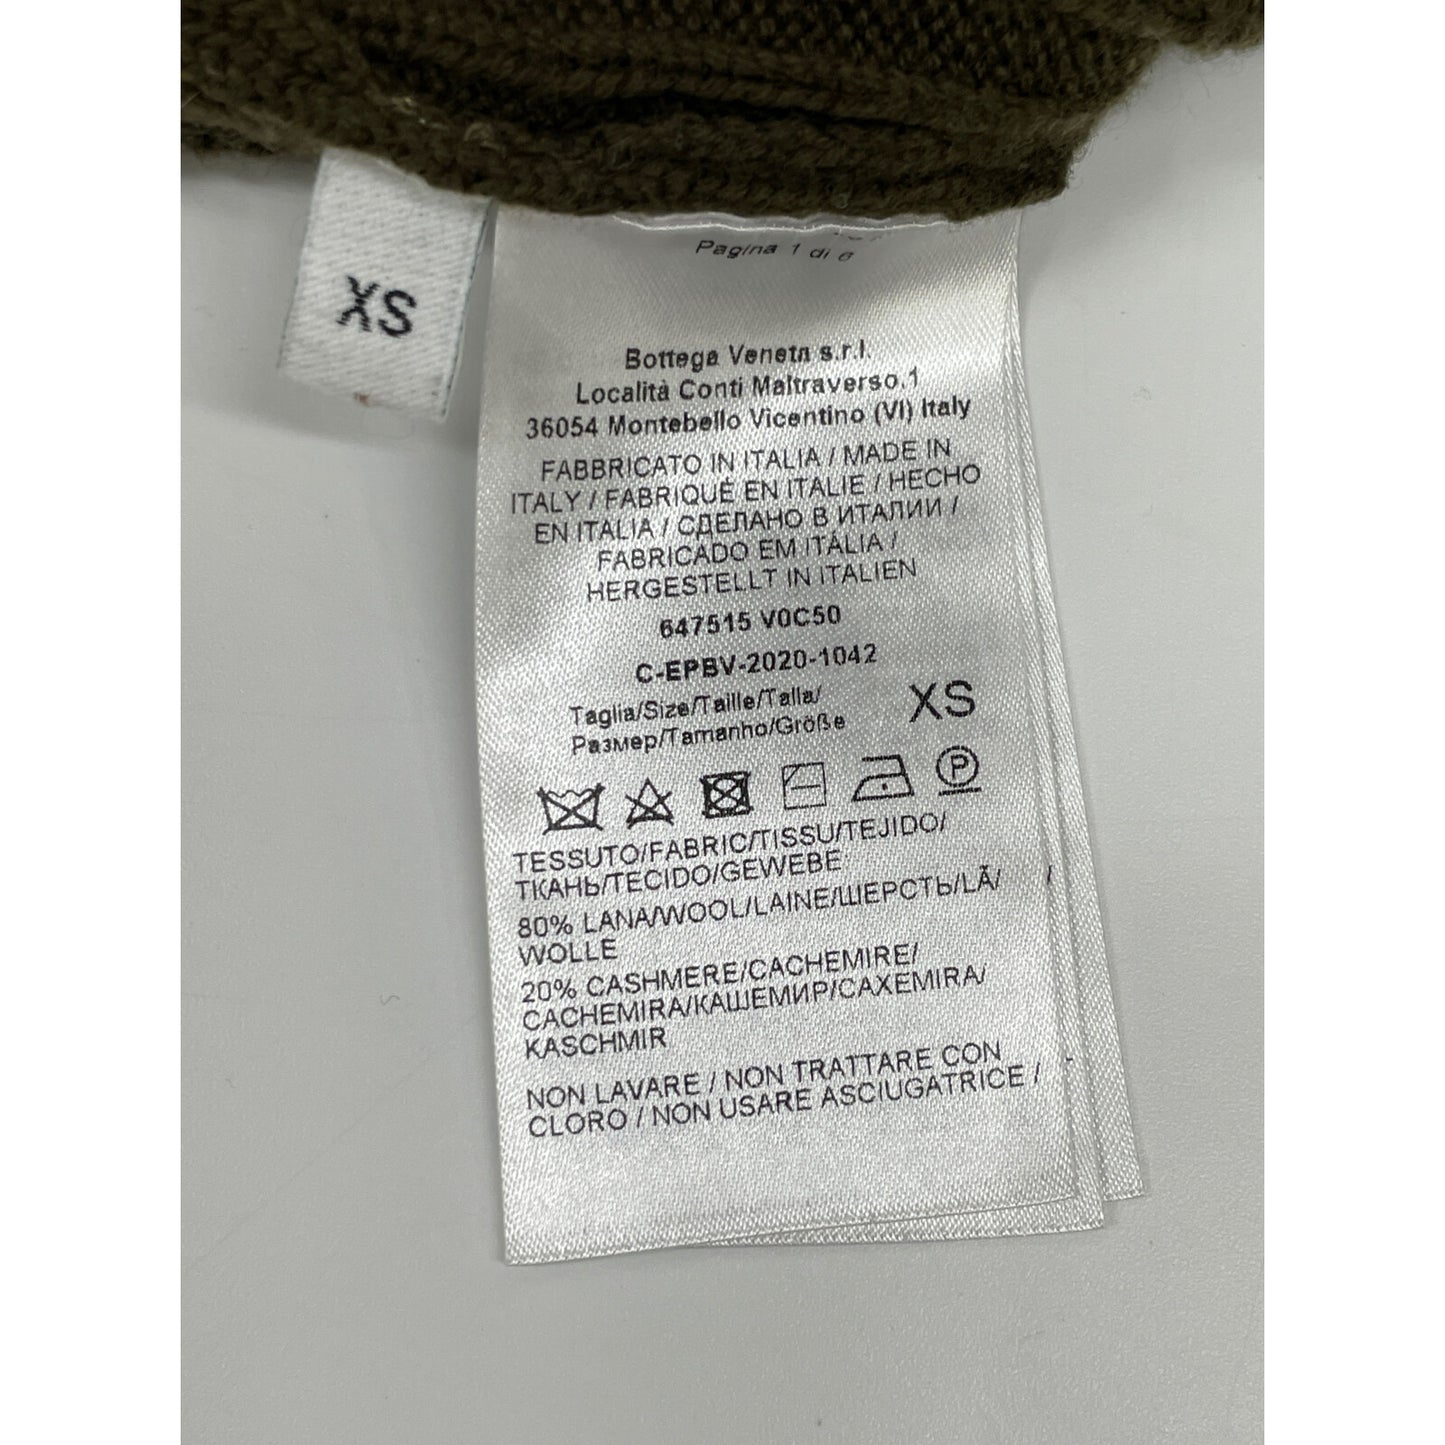 XS
Pagina 1 di 6
Bottega Veneta s.r.l.
Località Conti Maltraverso,1
36054 Montebello Vicentino (VI) Italy
FABBRICATO IN ITALIA / MADE IN
ITALY / FABRIQUÉ EN ITALIE / HECHO
EN ITALIA / СДЕЛАНО В ИТАЛИИ /
FABRICADO EM ITÁLIA /
HERGESTELLT IN ITALIEN
647515 V0C50
C-EPBV-2020-1042
Taglia/Size/Taille/Talla/
Размер/Tamanho/Größe
XS
P
TESSUTO/FABRIC/TISSU/TEJIDO/
ТКАНЬ/TECIDO/GEWEBE
80% LANA/WOOL/LAINE/ШЕРСТЬ/LÃ/
WOLLE
20% CASHMERE/CACHEMIRE/
CACHEMIRA/КАШЕМИР/CAXEMIRA/
KASCHMIR
NON LAVARE / NON TRATTARE CON
CLORO / NON USARE ASCIUGATRICE /